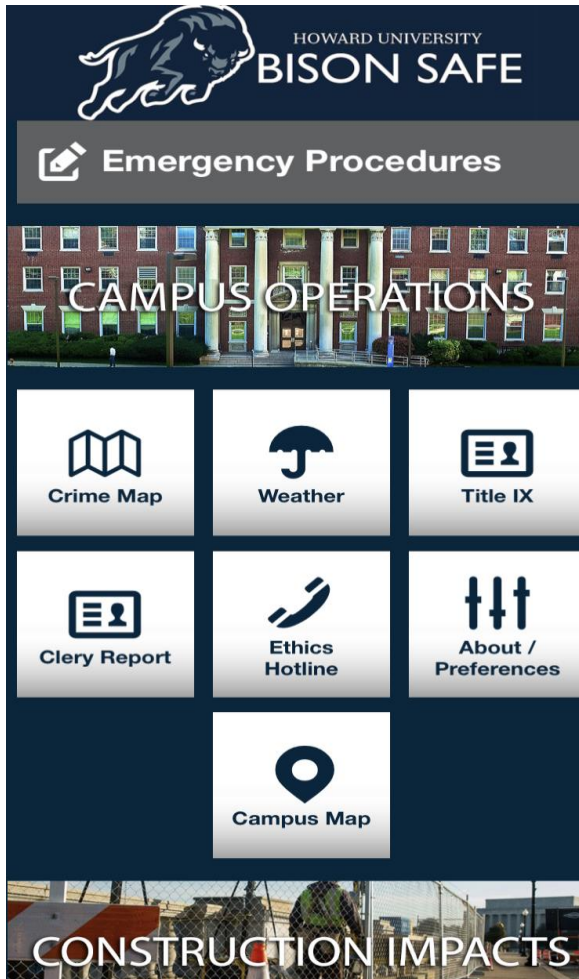 HOWARD UNIVERSITY
BISON SAFE
Emergency Procedures
CAMPUS OPERATIONS
Crime Map
Weather
Title IX
Clery Report
Ethics
Hotline
About /
Preferences
Campus Map
CONSTRUCTION IMPACTS